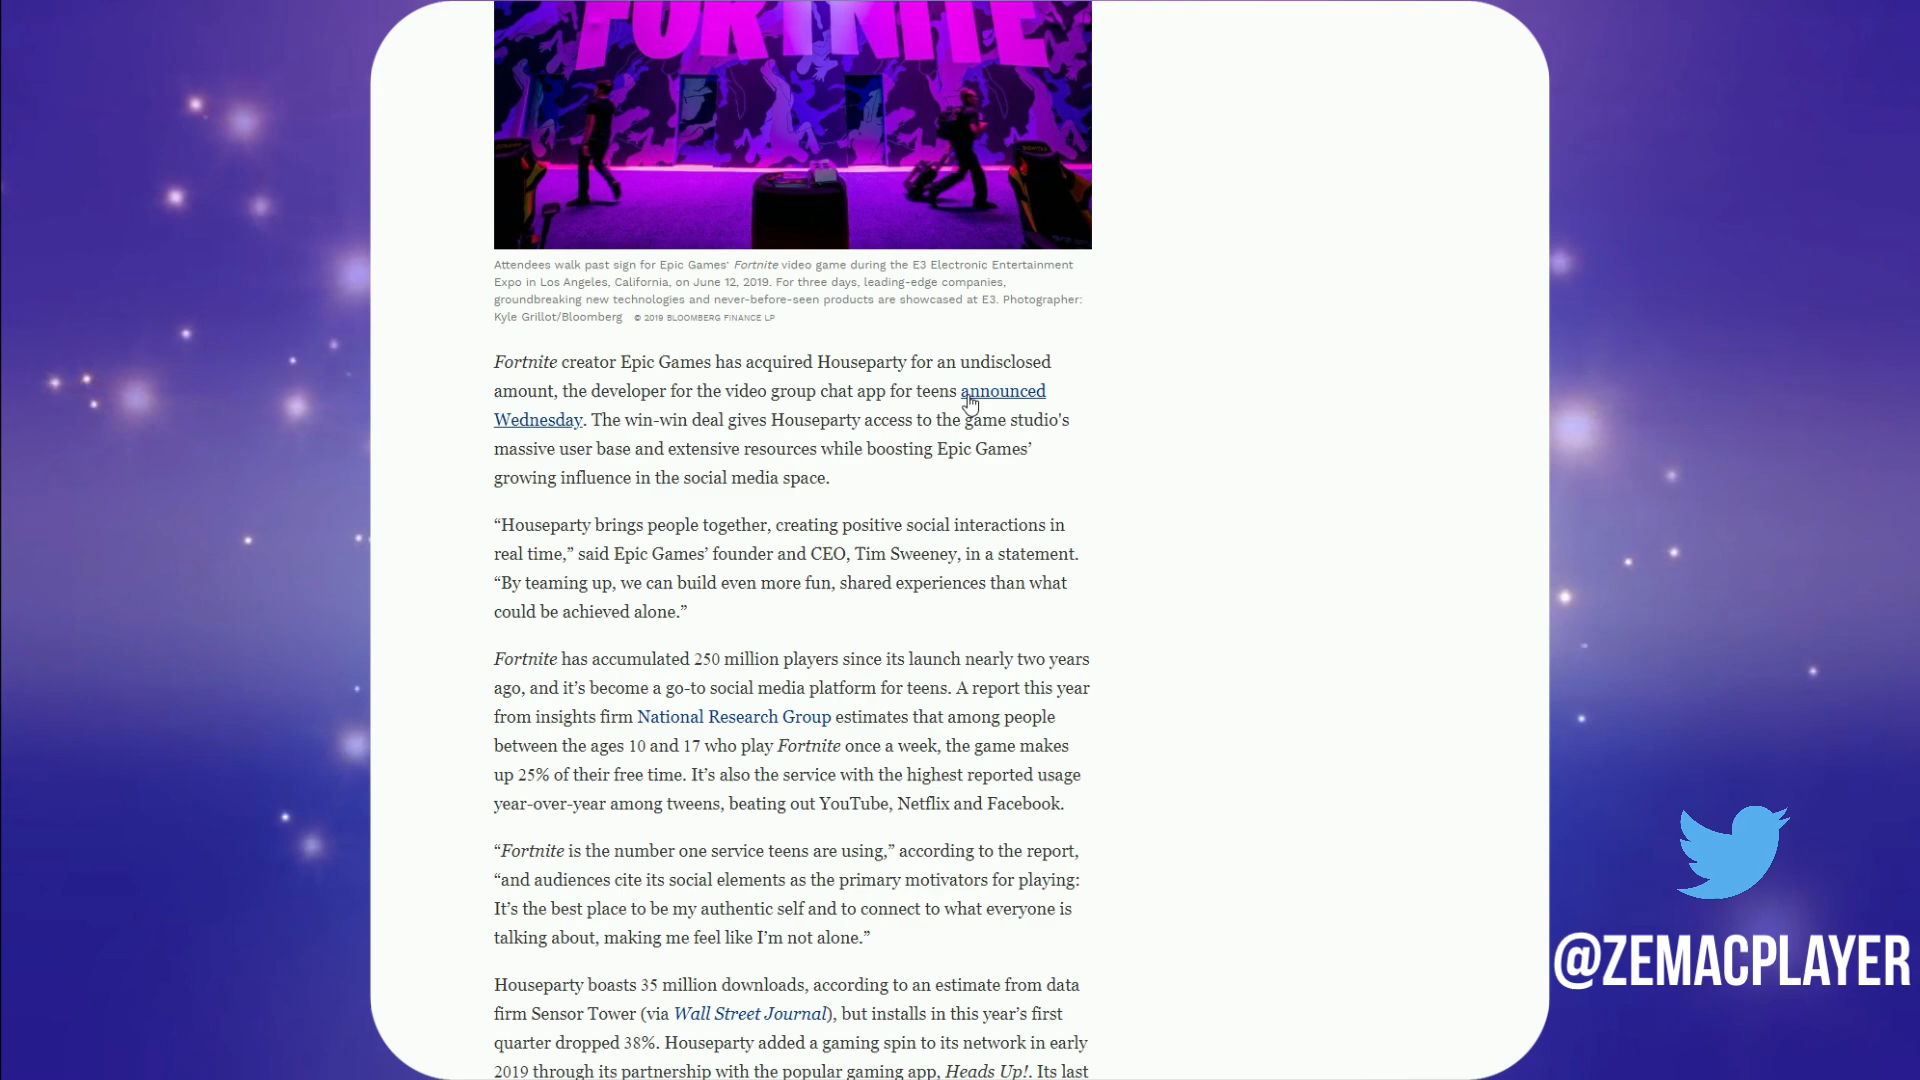 FORTNITE
Attendees walk past sign for Epic Games' Fortnite video game during the E3 Electronic Entertainment
Expo in Los Angeles, California, on June 12, 2019. For three days, leading-edge companies,
groundbreaking new technologies and never-before-seen products are showcased at E3. Photographer:
Kyle Grillot/Bloomberg © 2019 BLOOMBERG FINANCE LP
Fortnite creator Epic Games has acquired Houseparty for an undisclosed
amount, the developer for the video group chat app for teens announced
Wednesday. The win-win deal gives Houseparty access to the game studio's
massive user base and extensive resources while boosting Epic Games’
growing influence in the social media space.
“Houseparty brings people together, creating positive social interactions in
real time,” said Epic Games’ founder and CEO, Tim Sweeney, in a statement.
“By teaming up, we can build even more fun, shared experiences than what
could be achieved alone.”
Fortnite has accumulated 250 million players since its launch nearly two years
ago, and it’s become a go-to social media platform for teens. A report this year
from insights firm National Research Group estimates that among people
between the ages 10 and 17 who play Fortnite once a week, the game makes
up 25% of their free time. It’s also the service with the highest reported usage
year-over-year among tweens, beating out YouTube, Netflix and Facebook.
“Fortnite is the number one service teens are using,” according to the report,
“and audiences cite its social elements as the primary motivators for playing:
It’s the best place to be my authentic self and to connect to what everyone is
talking about, making me feel like I’m not alone.”
Houseparty boasts 35 million downloads, according to an estimate from data
firm Sensor Tower (via Wall Street Journal), but installs in this year’s first
quarter dropped 38%. Houseparty added a gaming spin to its network in early
2019 through its partnership with the popular gaming app, Heads Up!. Its last
@ZEMACPLAYER